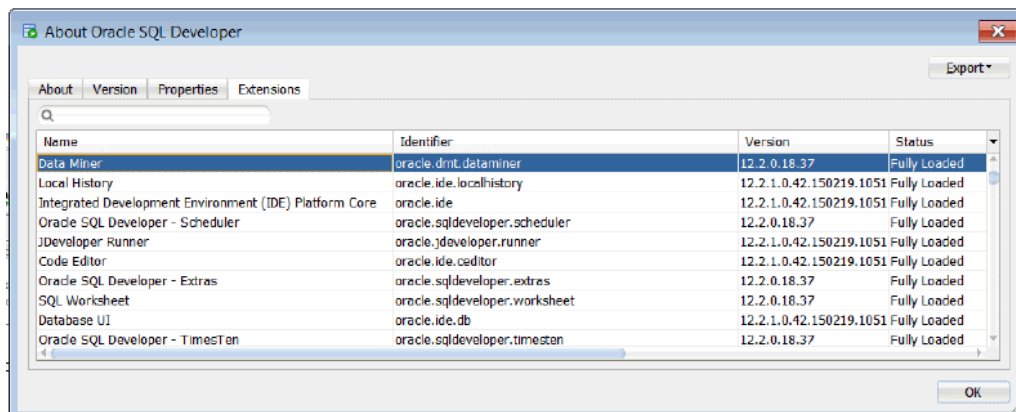 About Oracle SQL Developer
Export
About Version Properties Extensions
Name Identifier Version Status
Data Miner oracle.dmt.dataminer 12.2.0.18.37 Fully Loaded
Local History oracle.ide.localhistory 12.2.1.0.42.150219.1051 Fully Loaded
Integrated Development Environment (IDE) Platform Core oracle.ide 12.2.1.0.42.150219.1051 Fully Loaded
Oracle SQL Developer - Scheduler oracle.sqldeveloper.scheduler 12.2.0.18.37 Fully Loaded
JDeveloper Runner oracle.jdeveloper.runner 12.2.1.0.42.150219.1051 Fully Loaded
Code Editor oracle.ide.ceditor 12.2.1.0.42.150219.1051 Fully Loaded
Oracle SQL Developer - Extras oracle.sqldeveloper.extras 12.2.0.18.37 Fully Loaded
SQL Worksheet oracle.sqldeveloper.worksheet 12.2.0.18.37 Fully Loaded
Database UI oracle.ide.db 12.2.1.0.42.150219.1051 Fully Loaded
Oracle SQL Developer - TimesTen oracle.sqldeveloper.timesten 12.2.0.18.37 Fully Loaded
OK